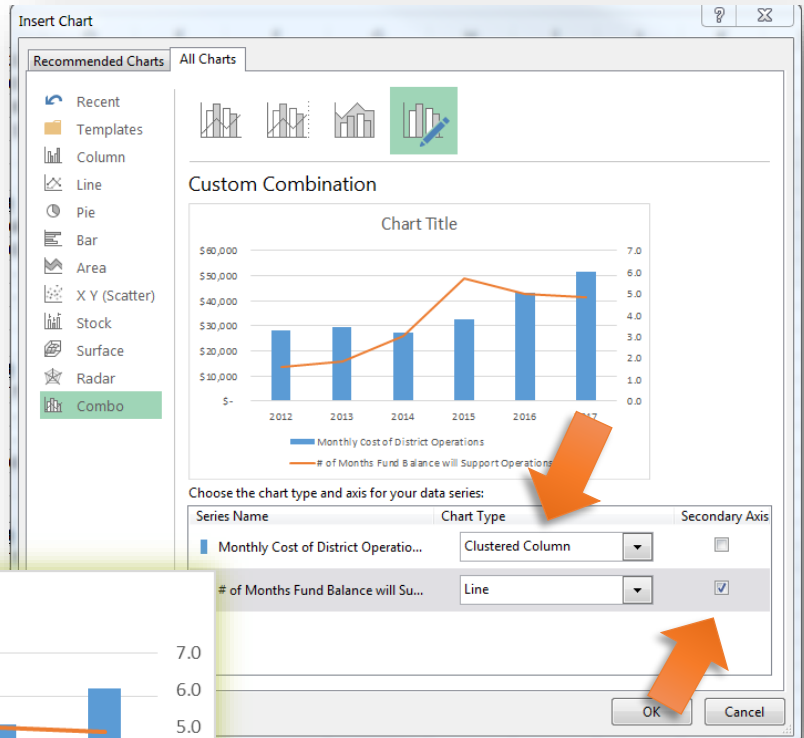 Insert Chart
Recommended Charts All Charts
Recent
Templates
Column
Line
Pie
Bar
Area
X Y (Scatter)
Stock
Surface
Radar
Combo
Custom Combination
Chart Title
$60,000 7.0
$50,000 6.0
$40,000 5.0
$30,000 4.0
$20,000 3.0
$10,000 2.0
$- 1.0
0.0
2012 2013 2014 2015 2016
Monthly Cost of District Operations
# of Months Fund Balance will Support Operations
Choose the chart type and axis for your data series:
Series Name Chart Type Secondary Axis
Monthly Cost of District Operatio... Clustered Column
# of Months Fund Balance will Su... Line
7.0
6.0
5.0
OK Cancel